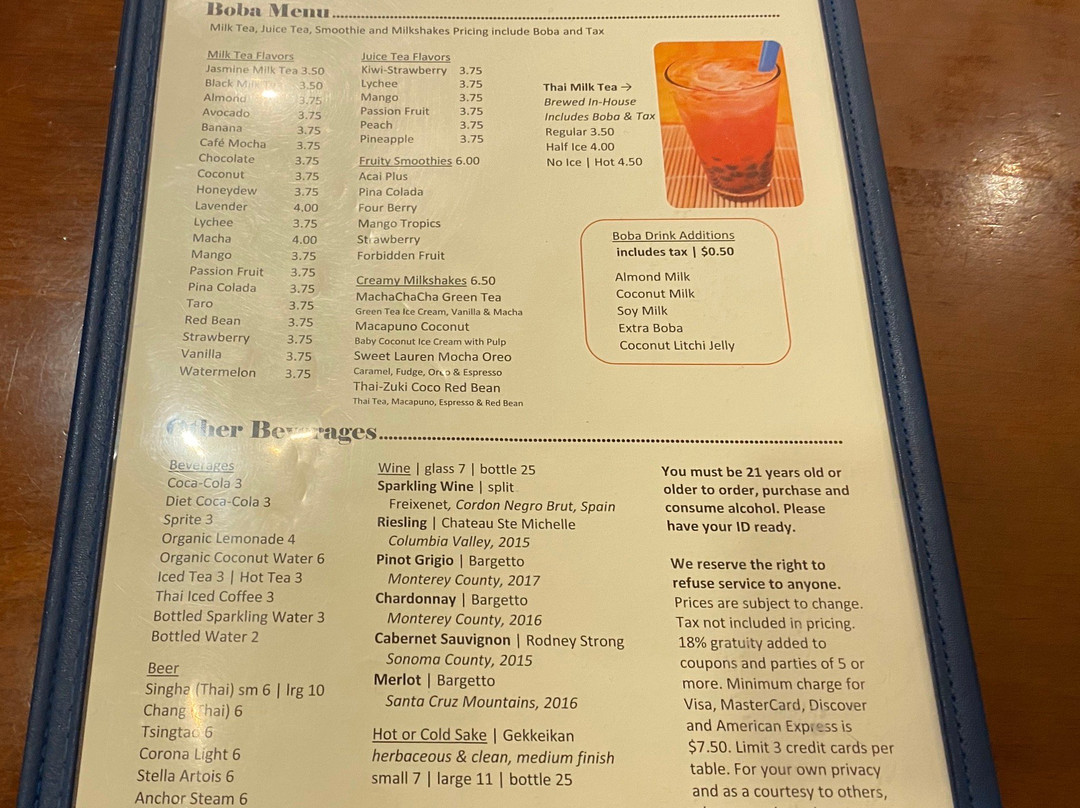 Boba Menu
Milk Tea, Juice Tea, Smoothie and Milkshakes Pricing include Boba and Tax
Milk Tea Flavors
Jasmine Milk Tea 3.50
Black Milk Tea 3.50
Almond 3.75
Avocado 3.75
Banana 3.75
Café Mocha 3.75
Chocolate 3.75
Coconut 3.75
Honeydew 3.75
Lavender 4.00
Lychee 3.75
Macha 4.00
Mango 3.75
Passion Fruit 3.75
Pina Colada 3.75
Taro 3.75
Red Bean 3.75
Strawberry 3.75
Vanilla 3.75
Watermelon 3.75
Juice Tea Flavors
Kiwi-Strawberry 3.75
Lychee 3.75
Mango 3.75
Passion Fruit 3.75
Peach 3.75
Pineapple 3.75
Fruity Smoothies 6.00
Acai Plus
Pina Colada
Four Berry
Mango Tropics
Strawberry
Forbidden Fruit
Creamy Milkshakes 6.50
MachaChaCha Green Tea
Green Tea Ice Cream, Vanilla & Macha
Macapuno Coconut
Baby Coconut Ice Cream with Pulp
Sweet Lauren Mocha Oreo
Caramel, Fudge, Oreo & Espresso
Thai-Zuki Coco Red Bean
Thai Tea, Macapuno, Espresso & Red Bean
Thai Milk Tea →
Brewed In-House
Includes Boba & Tax
Regular 3.50
Half Ice 4.00
No Ice | Hot 4.50
Boba Drink Additions
includes tax | $0.50
Almond Milk
Coconut Milk
Soy Milk
Extra Boba
Coconut Litchi Jelly
Other Beverages
Beverages
Coca-Cola 3
Diet Coca-Cola 3
Sprite 3
Organic Lemonade 4
Organic Coconut Water 6
Iced Tea 3 | Hot Tea 3
Thai Iced Coffee 3
Bottled Sparkling Water 3
Bottled Water 2
Beer
Singha (Thai) sm 6 | lrg 10
Chang (Thai) 6
Tsingtao 6
Corona Light 6
Stella Artois 6
Anchor Steam 6
Wine | glass 7 | bottle 25
Sparkling Wine | split
Freixenet, Cordon Negro Brut, Spain
Riesling | Chateau Ste Michelle
Columbia Valley, 2015
Pinot Grigio | Bargetto
Monterey County, 2017
Chardonnay | Bargetto
Monterey County, 2016
Cabernet Sauvignon | Rodney Strong
Sonoma County, 2015
Merlot | Bargetto
Santa Cruz Mountains, 2016
Hot or Cold Sake | Gekkeikan
herbaceous & clean, medium finish
small 7 | large 11 | bottle 25
You must be 21 years old or
older to order, purchase and
consume alcohol. Please
have your ID ready.
We reserve the right to
refuse service to anyone.
Prices are subject to change.
Tax not included in pricing.
18% gratuity added to
coupons and parties of 5 or
more. Minimum charge for
Visa, MasterCard, Discover
and American Express is
$7.50. Limit 3 credit cards per
table. For your own privacy
and as a courtesy to others,